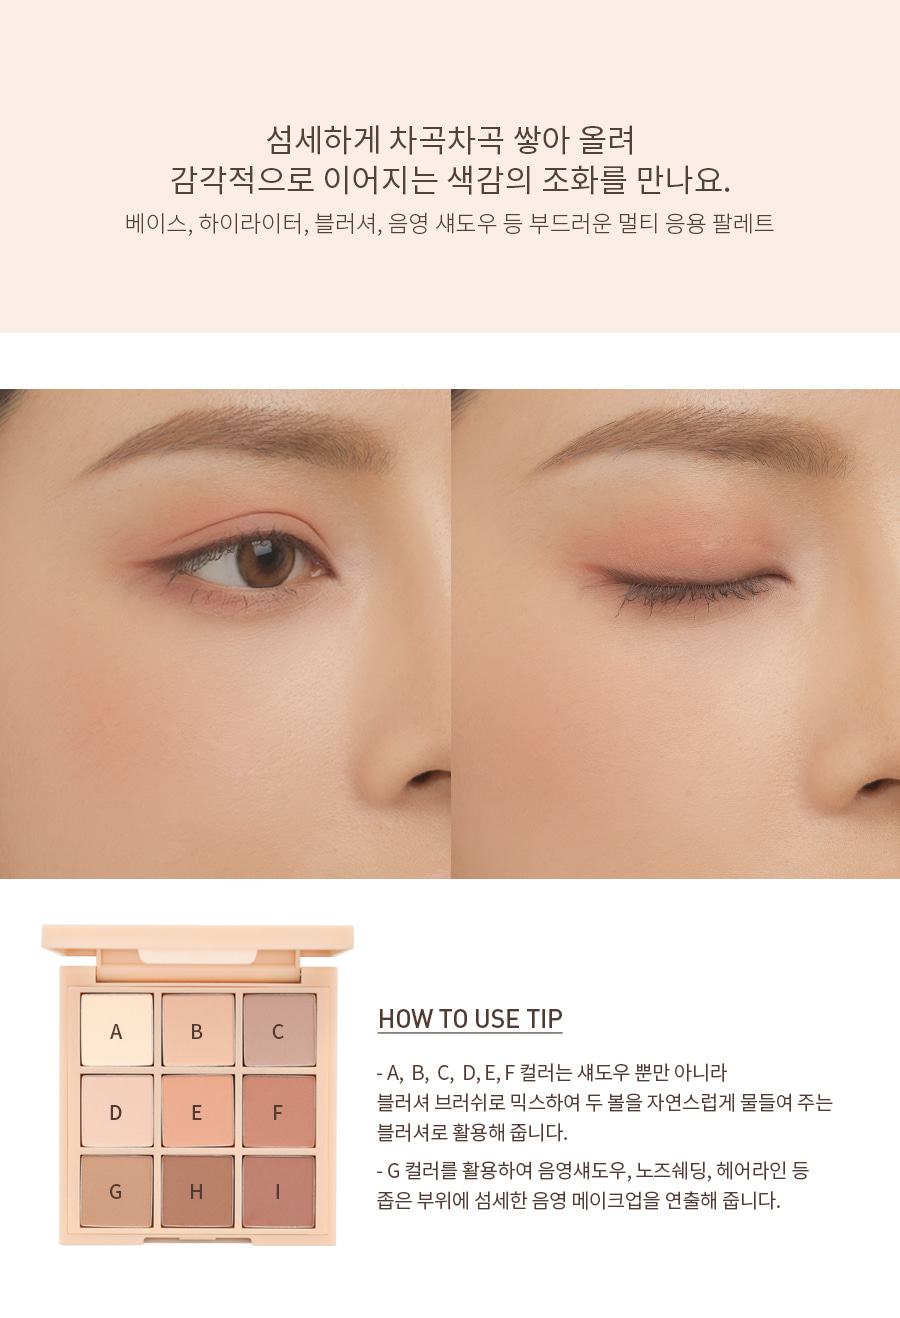 섬세하게 차곡차곡 쌓아 올려
감각적으로 이어지는 색감의 조화를 만나요.
베이스, 하이라이터, 블러셔, 음영 섀도우 등 부드러운 멀티 응용 팔레트
A B C
D E F
G H I
HOW TO USE TIP
- A, B, C, D, E, F 컬러는 섀도우 뿐만 아니라
블러셔 브러쉬로 믹스하여 두 볼을 자연스럽게 물들여 주는
블러셔로 활용해 줍니다.
- G 컬러를 활용하여 음영섀도우, 노즈쉐딩, 헤어라인 등
좁은 부위에 섬세한 음영 메이크업을 연출해 줍니다.